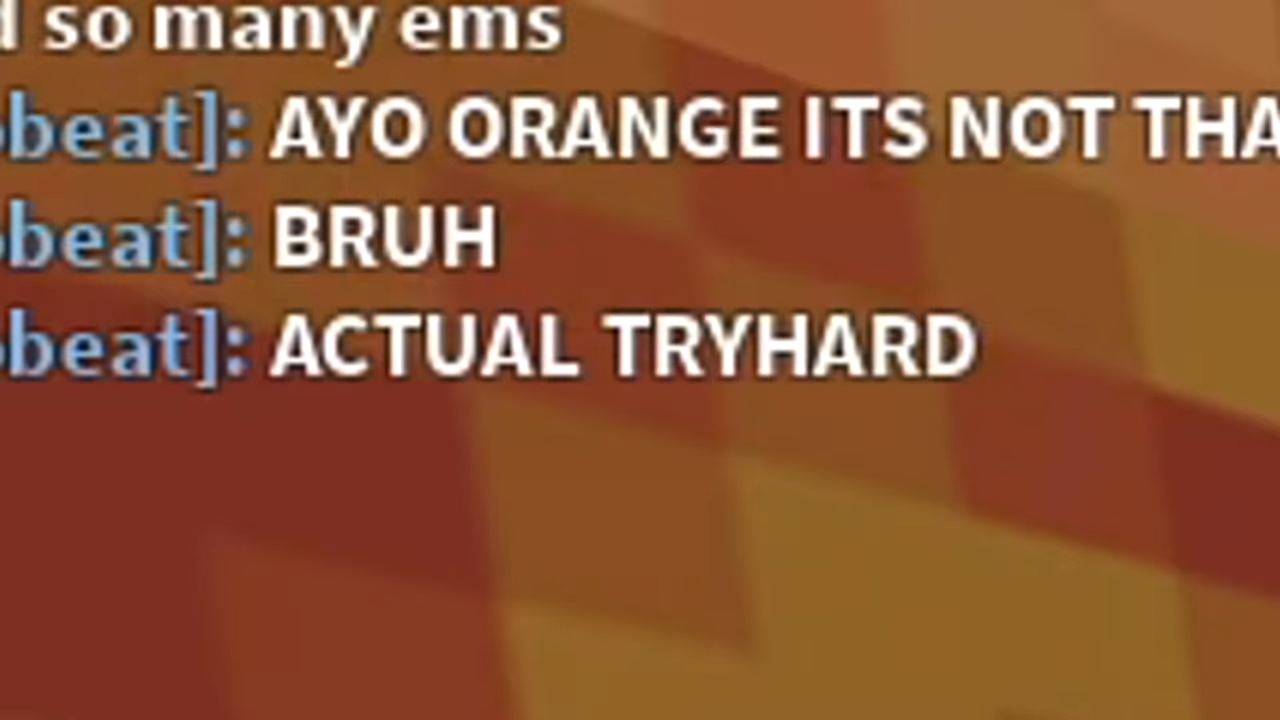 so many ems
beat]: AYO ORANGE ITS NOT THA
beat]: BRUH
beat]: ACTUAL TRYHARD